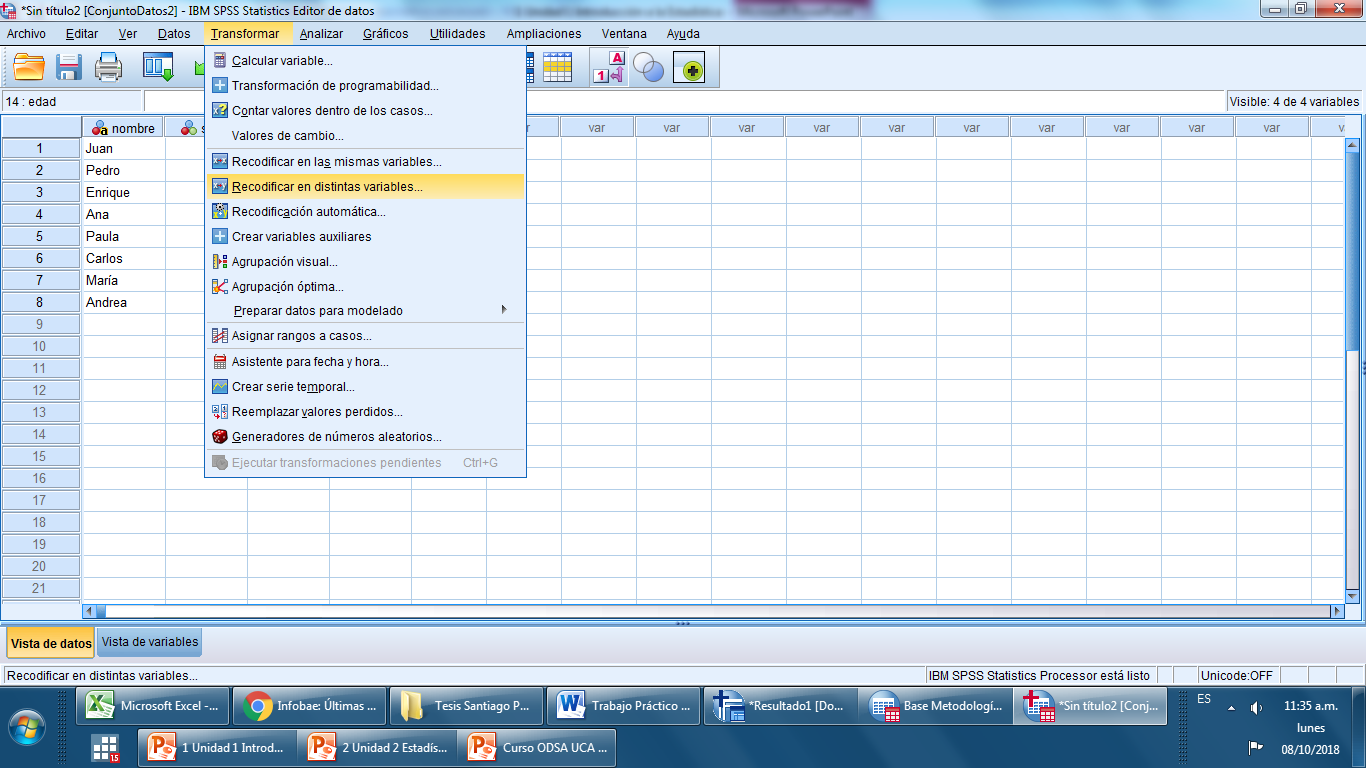 *Sin título2 [ConjuntoDatos2] - IBM SPSS Statistics Editor de datos
Archivo Editar Ver Datos Transformar Analizar Gráficos Utilidades Ampliaciones Ventana Ayuda
14 : edad
Visible: 4 de 4 variables
nombre s r var var var var var var var var var var v
1 Juan
2 Pedro
3 Enrique
4 Ana
5 Paula
6 Carlos
7 María
8 Andrea
9
10
11
12
13
14
15
16
17
18
19
20
21
Calcular variable...
Transformación de programabilidad...
Contar valores dentro de los casos...
Valores de cambio...
Recodificar en las mismas variables...
Recodificar en distintas variables...
Recodificación automática...
Crear variables auxiliares
Agrupación visual...
Agrupación óptima...
Preparar datos para modelado
Asignar rangos a casos...
Asistente para fecha y hora...
Crear serie temporal...
Reemplazar valores perdidos...
Generadores de números aleatorios...
Ejecutar transformaciones pendientes Ctrl+G
Vista de datos Vista de variables
Recodificar en distintas variables...
IBM SPSS Statistics Processor está listo
Unicode:OFF
Microsoft Excel -...
Infobae: Últimas ...
Tesis Santiago P...
Trabajo Práctico ...
*Resultado1 [Do...
Base Metodologí...
*Sin título2 [Conj...
ES
11:35 a.m.
lunes
08/10/2018
15
1 Unidad 1 Introd...
2 Unidad 2 Estadís...
Curso ODSA UCA ...